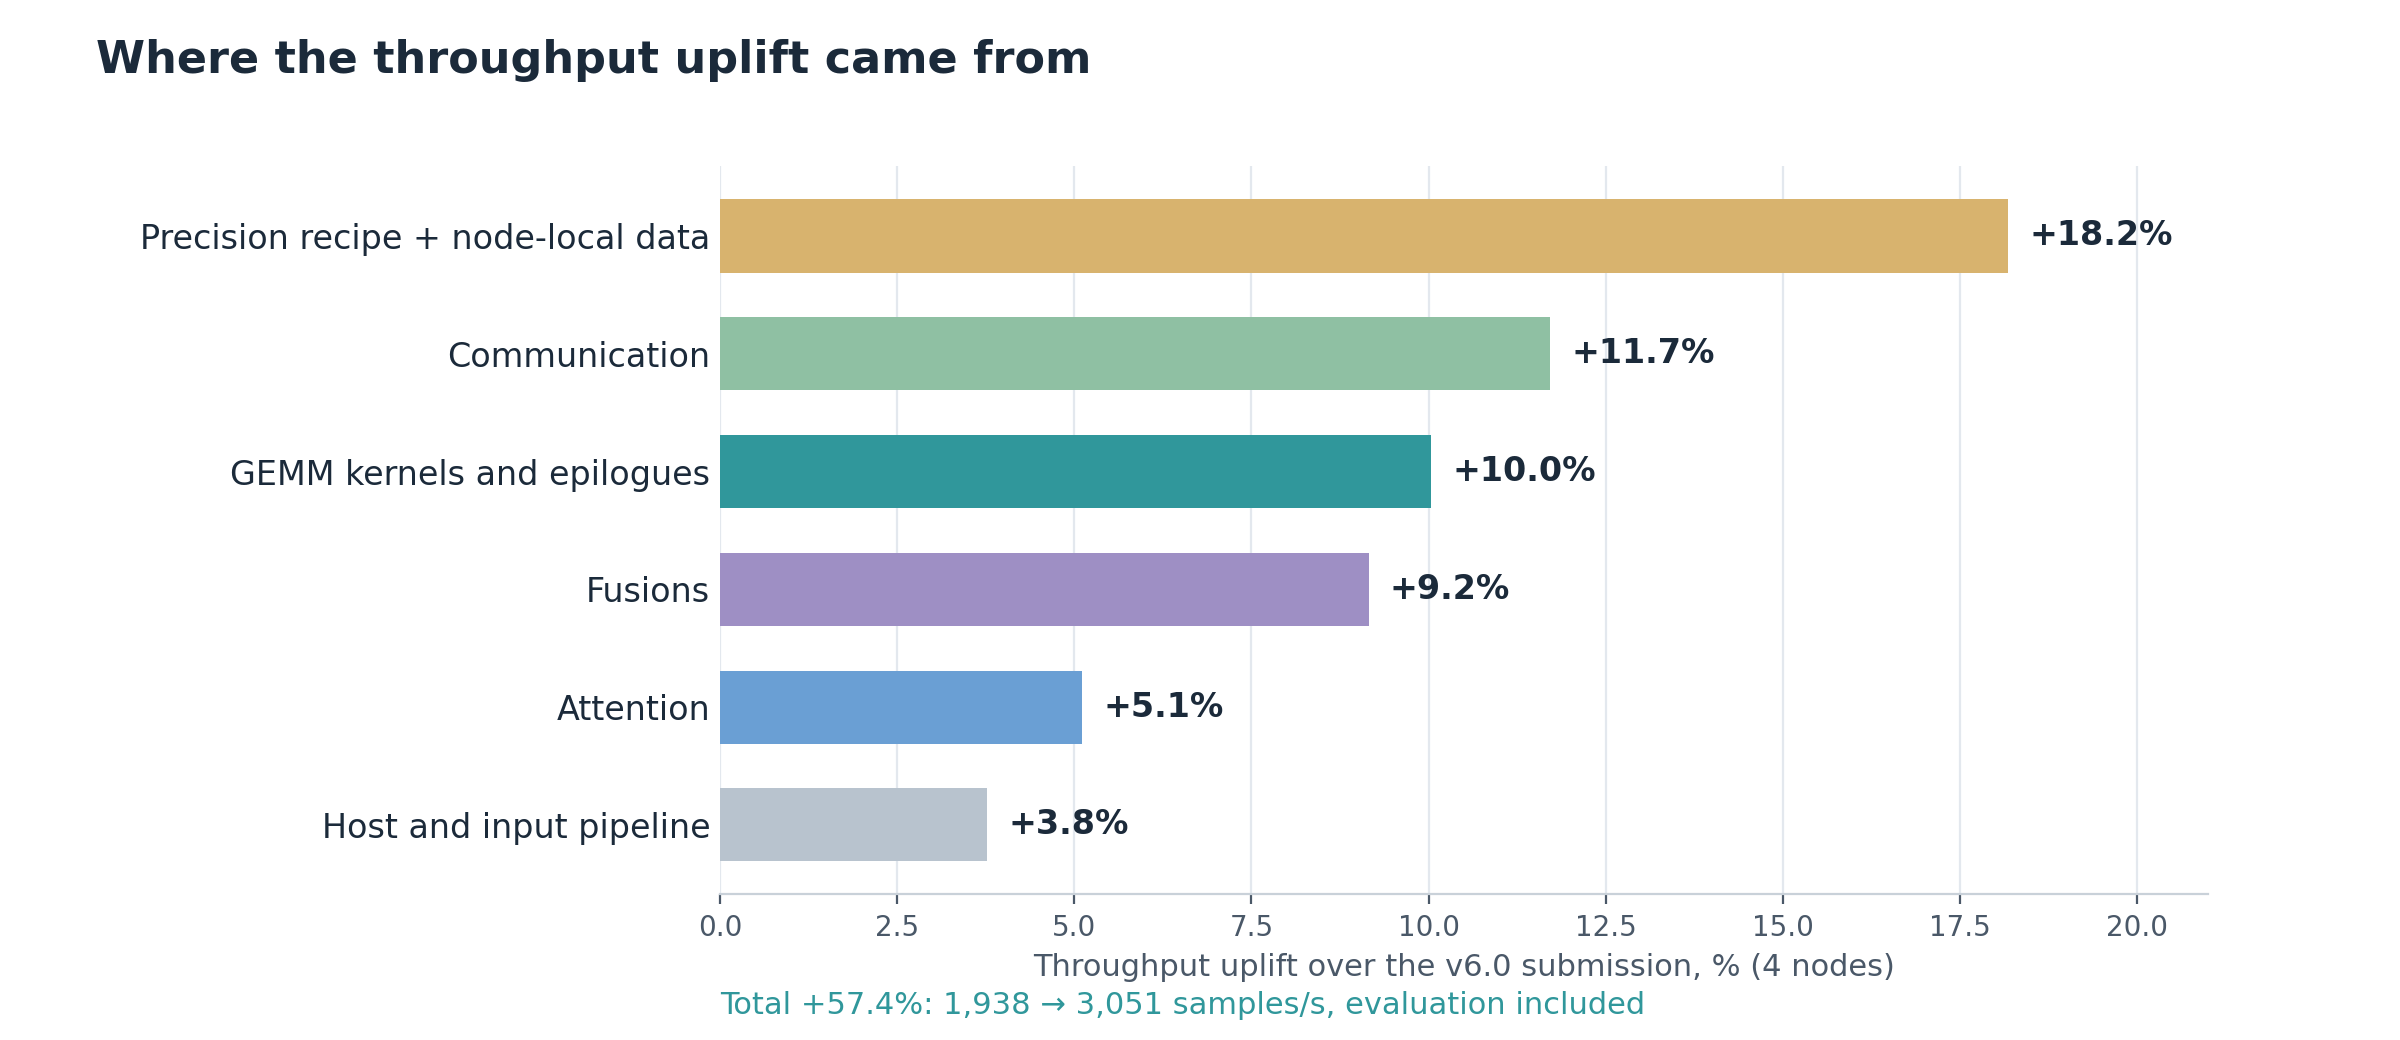 Where the throughput uplift came from
Precision recipe + node-local data
+18.2%
Communication
+11.7%
GEMM kernels and epilogues
+10.0%
Fusions
+9.2%
Attention
+5.1%
Host and input pipeline
+3.8%
0.0 2.5 5.0 7.5 10.0 12.5 15.0 17.5 20.0
Throughput uplift over the v6.0 submission, % (4 nodes)
Total +57.4%: 1,938 → 3,051 samples/s, evaluation included